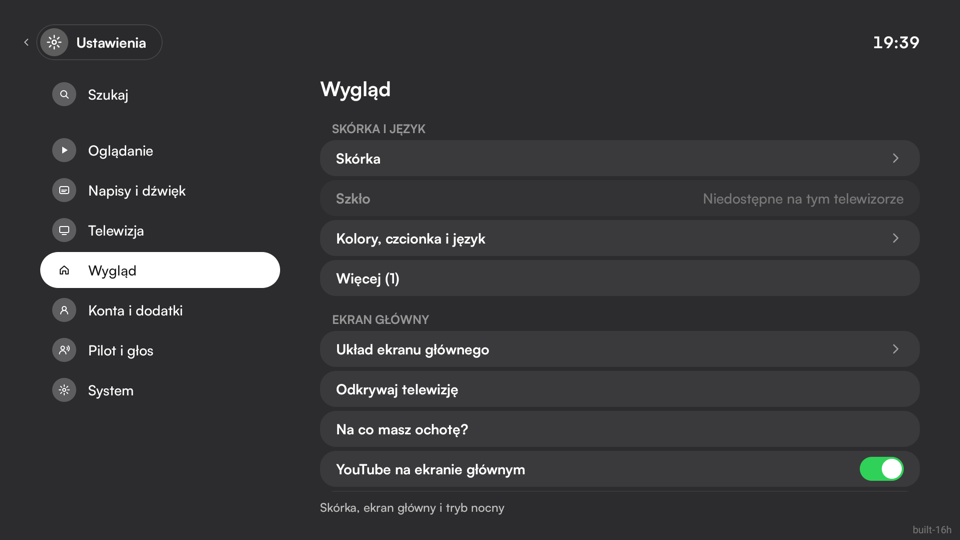 Ustawienia
19:39
Szukaj
Oglądanie
Napisy i dźwięk
Telewizja
Wygląd
Konta i dodatki
Pilot i głos
System
Wygląd
SKÓRKA I JĘZYK
Skórka
Szkło
Niedostępne na tym telewizorze
Kolory, czcionka i język
Więcej (1)
EKRAN GŁÓWNY
Układ ekranu głównego
Odkrywaj telewizję
Na co masz ochotę?
YouTube na ekranie głównym
Skórka, ekran główny i tryb nocny
built-16h